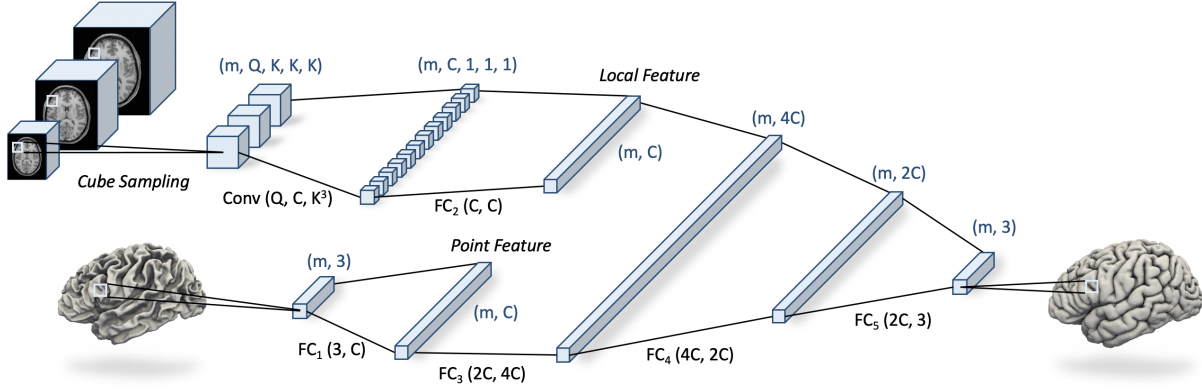 (m, Q, K, K, K)
(m, C, 1, 1, 1)
Local Feature
(m, 4C)
(m, C)
Cube Sampling
Conv (Q, C, K³)
FC₂ (C, C)
(m, 2C)
Point Feature
(m, 3)
(m, 3)
(m, C)
FC₁ (3, C)
FC₃ (2C, 4C)
FC₄ (4C, 2C)
FC₅ (2C, 3)